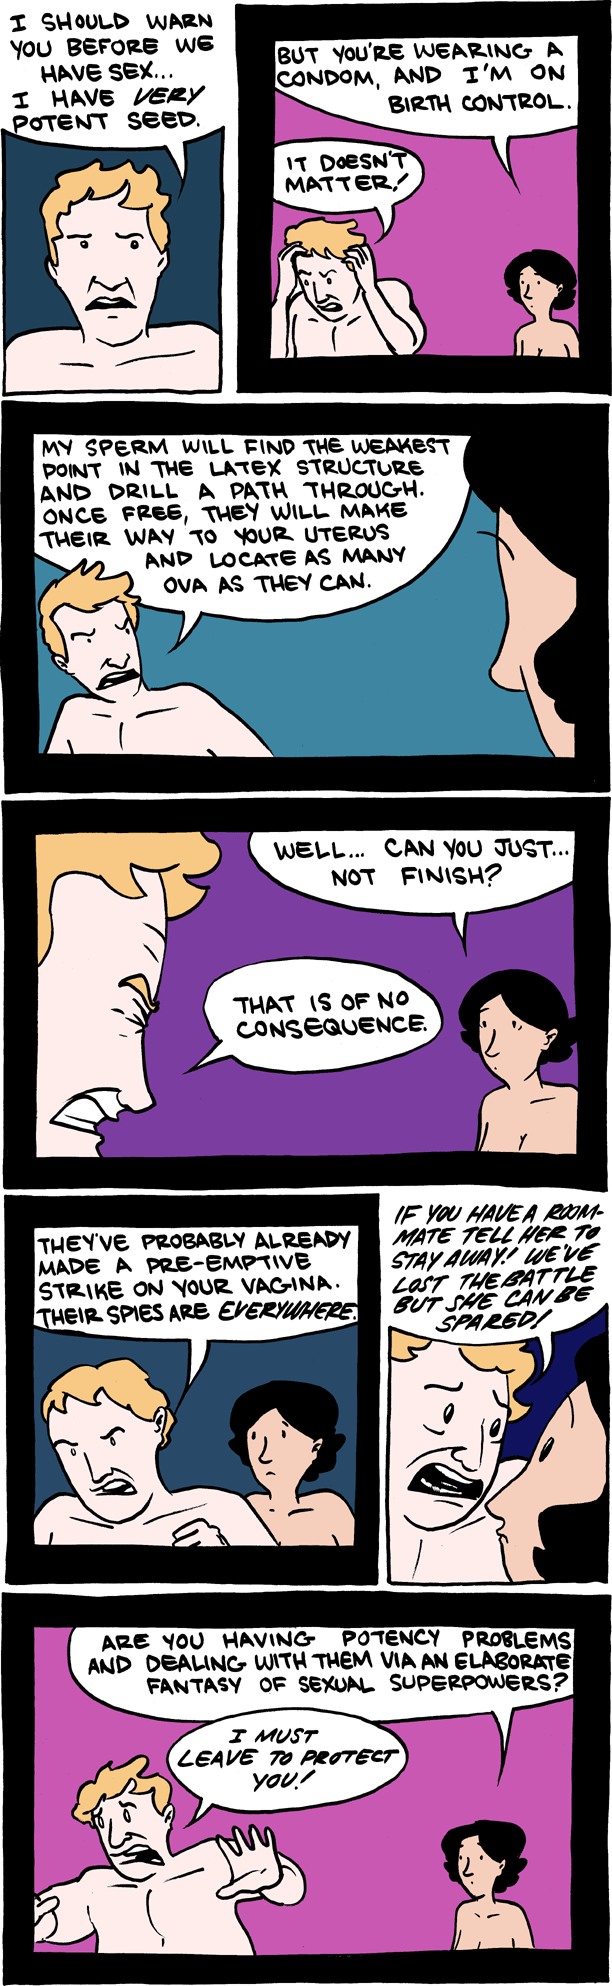 I SHOULD WARN
YOU BEFORE WE
HAVE SEX...
I HAVE VERY
POTENT SEED.
BUT YOU'RE WEARING A
CONDOM, AND I'M ON
BIRTH CONTROL.
IT DOESN'T
MATTER!
MY SPERM WILL FIND THE WEAKEST
POINT IN THE LATEX STRUCTURE
AND DRILL A PATH THROUGH.
ONCE FREE, THEY WILL MAKE
THEIR WAY TO YOUR UTERUS
AND LOCATE AS MANY
OVA AS THEY CAN.
WELL... CAN YOU JUST...
NOT FINISH?
THAT IS OF NO
CONSEQUENCE.
THEY'VE PROBABLY ALREADY
MADE A PRE-EMPTIVE
STRIKE ON YOUR VAGINA.
THEIR SPIES ARE EVERYWHERE.
IF YOU HAVE A ROOM-
MATE TELL HER TO
STAY AWAY! WE'VE
LOST THE BATTLE
BUT SHE CAN BE
SPARED!
ARE YOU HAVING POTENCY PROBLEMS
AND DEALING WITH THEM VIA AN ELABORATE
FANTASY OF SEXUAL SUPERPOWERS?
I MUST
LEAVE TO PROTECT
YOU!